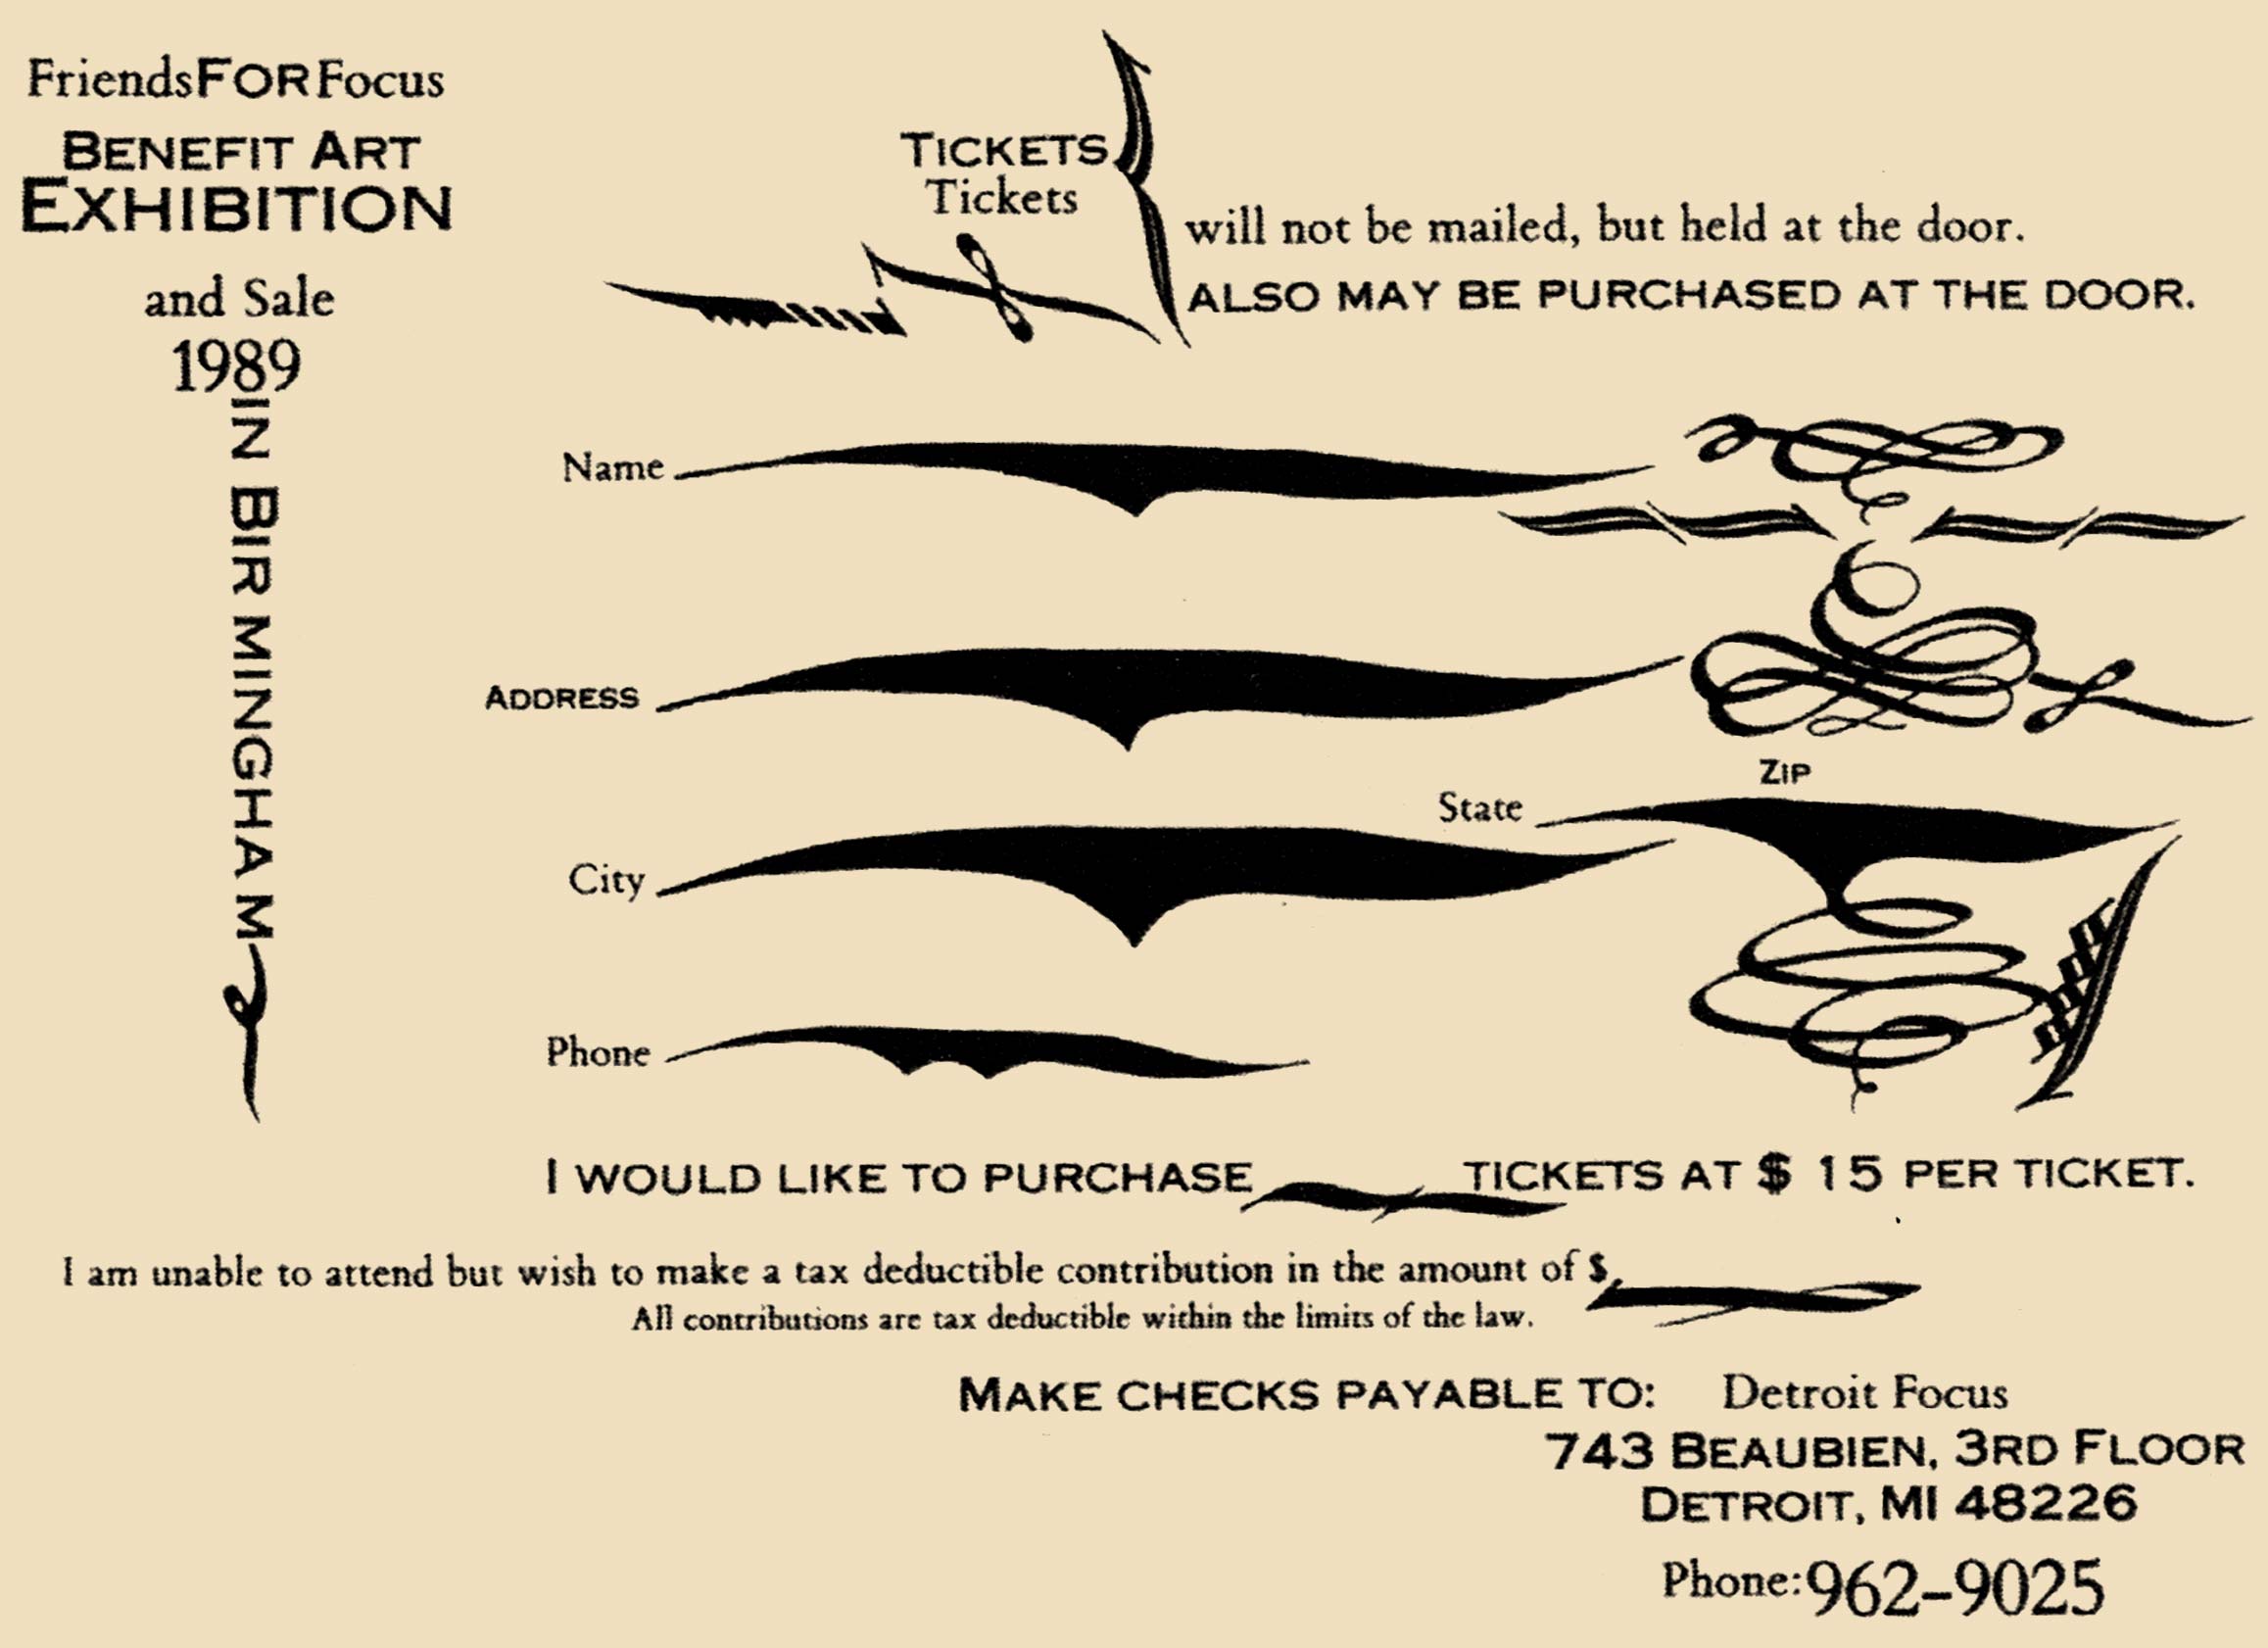 FriendsFORFocus
BENEFIT ART
EXHIBITION
and Sale
1989
IN BIRMINGHAM
TICKETS
Tickets
will not be mailed, but held at the door.
ALSO MAY BE PURCHASED AT THE DOOR.
Name
ADDRESS
ZIP
State
City
Phone
I WOULD LIKE TO PURCHASE TICKETS AT $ 15 PER TICKET.
I am unable to attend but wish to make a tax deductible contribution in the amount of $
All contributions are tax deductible within the limits of the law.
MAKE CHECKS PAYABLE TO: Detroit Focus
743 BEAUBIEN, 3RD FLOOR
DETROIT, MI 48226
Phone:962-9025